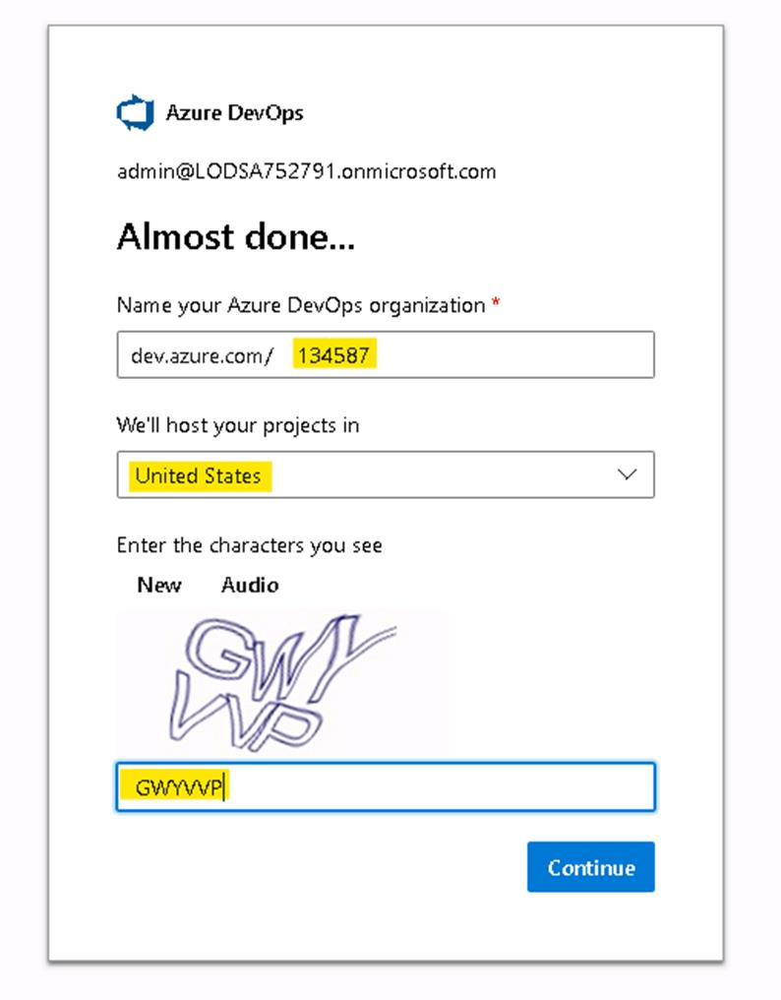 Azure DevOps
admin@LODSA752791.onmicrosoft.com
Almost done...
Name your Azure DevOps organization *
dev.azure.com/ 134587
We'll host your projects in
United States
Enter the characters you see
New Audio
GWY
VVP
GWYVVP
Continue